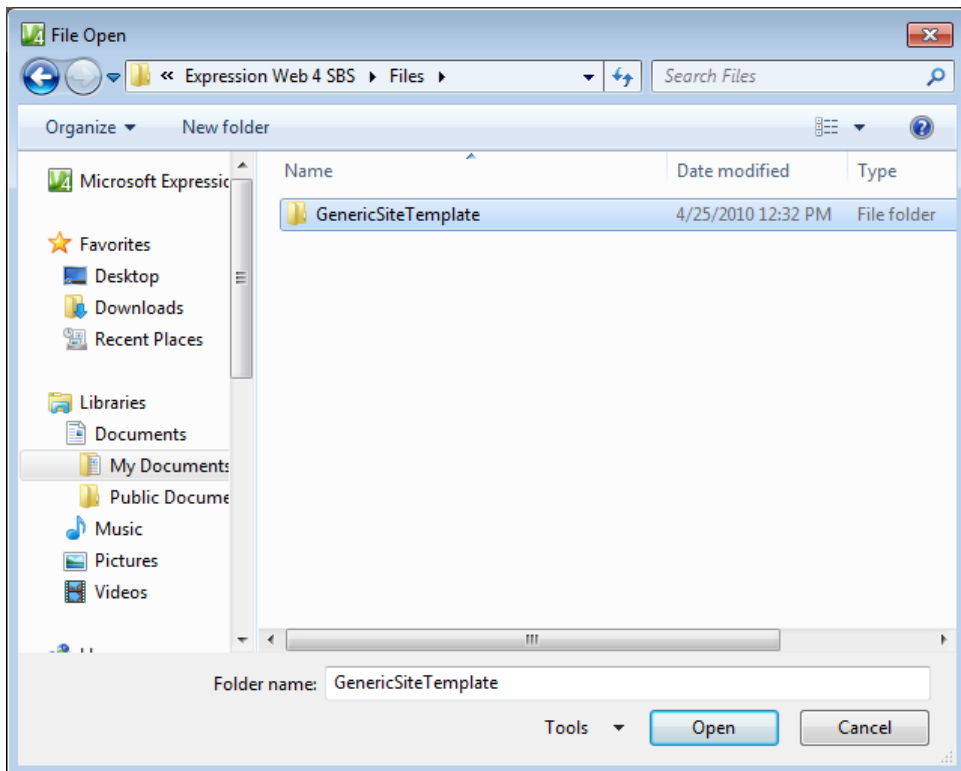 File Open
« Expression Web 4 SBS ▸ Files ▸ Search Files
Organize New folder
Name Date modified Type
Microsoft Expressic
GenericSiteTemplate 4/25/2010 12:32 PM File folder
Favorites
Desktop
Downloads
Recent Places
Libraries
Documents
My Documents
Public Docume
Music
Pictures
Videos
Folder name: GenericSiteTemplate
Tools Open Cancel